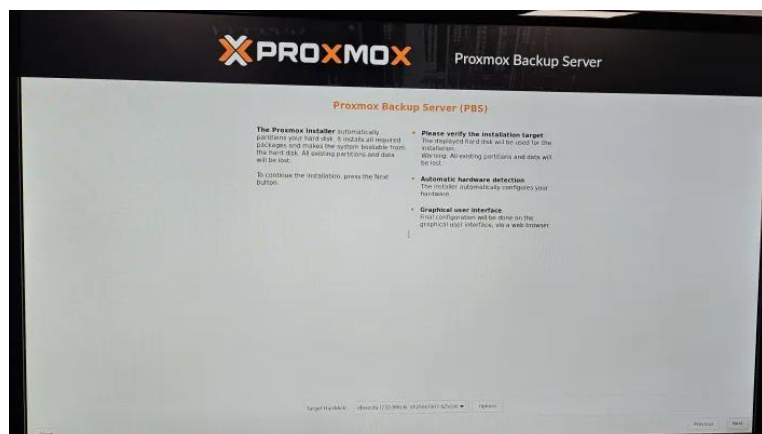 PROXMOX
Proxmox Backup Server
Proxmox Backup Server (PBS)
The Proxmox Installer automatically
partitions your hard disk. It installs all required
packages and makes the system bootable from
the hard disk. All existing partitions and data
will be lost.
To continue the installation, press the Next
button.
Please verify the installation target
The displayed hard disk will be used for the
installation.
Warning: All existing partitions and data will
be lost.
Automatic hardware detection
The installer automatically configures your
hardware.
Graphical user interface
Final configuration will be done on the
graphical user interface, via a web browser.
Target Harddisk:
Options
Previous
Next